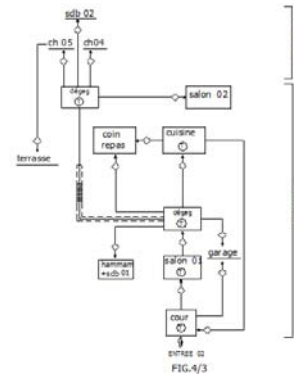 sdb 02
ch 05
ch04
dégag
T
salon 02
coin
repas
cuisine
T
terrasse
dégag
T
garage
hammam
+sdb 01
salon 01
T
cour
T
ENTREE 02
FIG.4/3